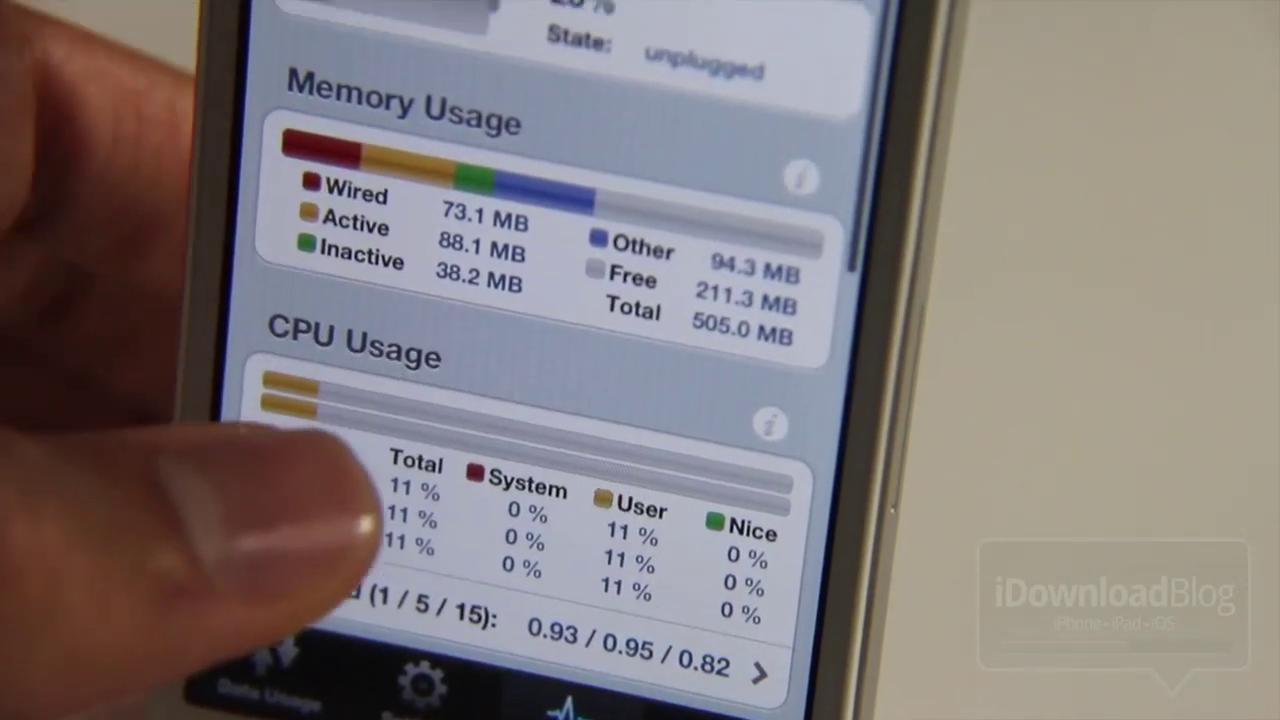 State: unplugged
Memory Usage
Wired 73.1 MB
Active 88.1 MB
Inactive 38.2 MB
Other 94.3 MB
Free 211.3 MB
Total 505.0 MB
CPU Usage
Total System User Nice
11 % 0 % 11 % 0 %
11 % 0 % 11 % 0 %
11 % 0 % 11 % 0 %
(1 / 5 / 15): 0.93 / 0.95 / 0.82
Data Usage
iDownloadBlog
iPhone • iPad • iOS